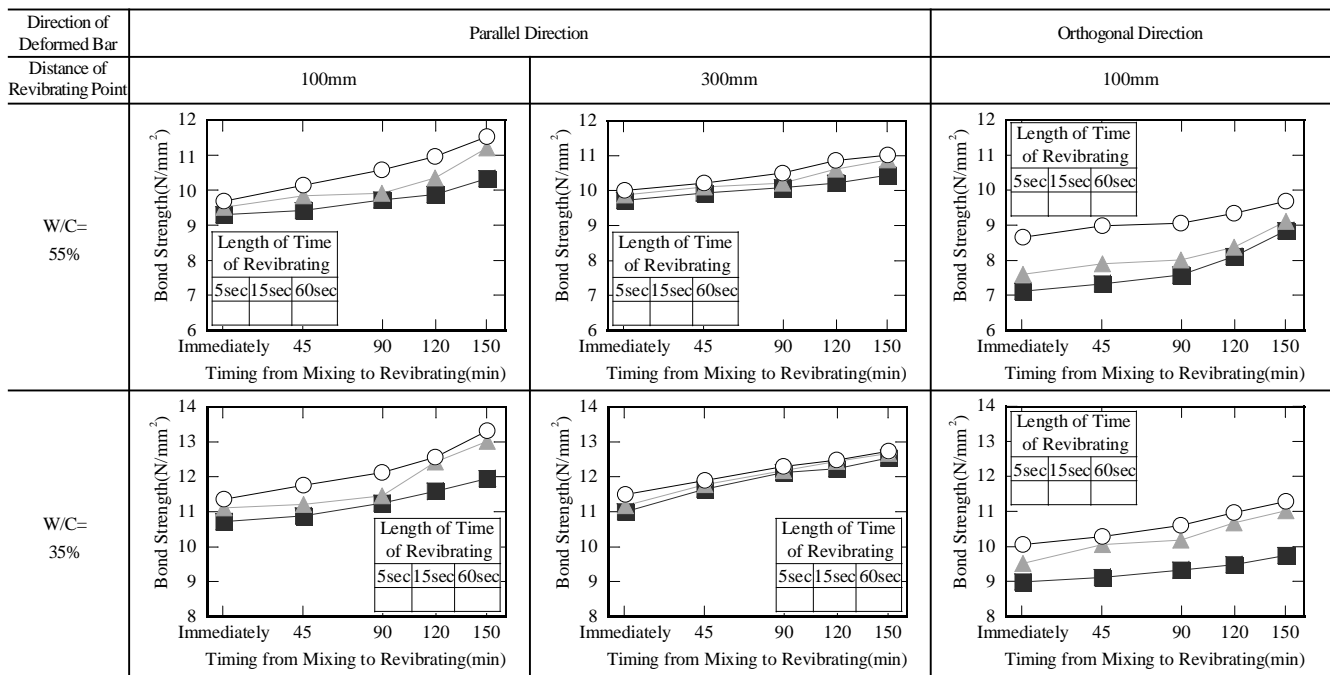 Direction of
Deformed Bar
Parallel Direction
Orthogonal Direction
Distance of
Revibrating Point
100mm
300mm
100mm
W/C=
55%
Bond Strength(N/mm²)
12
11
10
9
8
7
6
Length of Time
of Revibrating
5sec 15sec 60sec
Immediately 45 90 120 150
Timing from Mixing to Revibrating(min)
Bond Strength(N/mm²)
12
11
10
9
8
7
6
Length of Time
of Revibrating
5sec 15sec 60sec
Immediately 45 90 120 150
Timing from Mixing to Revibrating(min)
Bond Strength(N/mm²)
12
11
10
9
8
7
6
Length of Time
of Revibrating
5sec 15sec 60sec
Immediately 45 90 120 150
Timing from Mixing to Revibrating(min)
W/C=
35%
Bond Strength(N/mm²)
14
13
12
11
10
9
8
Length of Time
of Revibrating
5sec 15sec 60sec
Immediately 45 90 120 150
Timing from Mixing to Revibrating(min)
Bond Strength(N/mm²)
14
13
12
11
10
9
8
Length of Time
of Revibrating
5sec 15sec 60sec
Immediately 45 90 120 150
Timing from Mixing to Revibrating(min)
Bond Strength(N/mm²)
14
13
12
11
10
9
8
Length of Time
of Revibrating
5sec 15sec 60sec
Immediately 45 90 120 150
Timing from Mixing to Revibrating(min)